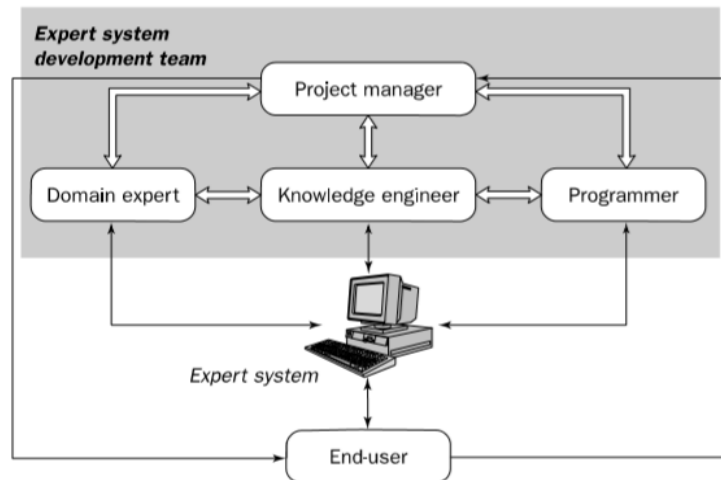 Expert system
development team
Project manager
Domain expert
Knowledge engineer
Programmer
Expert system
End-user